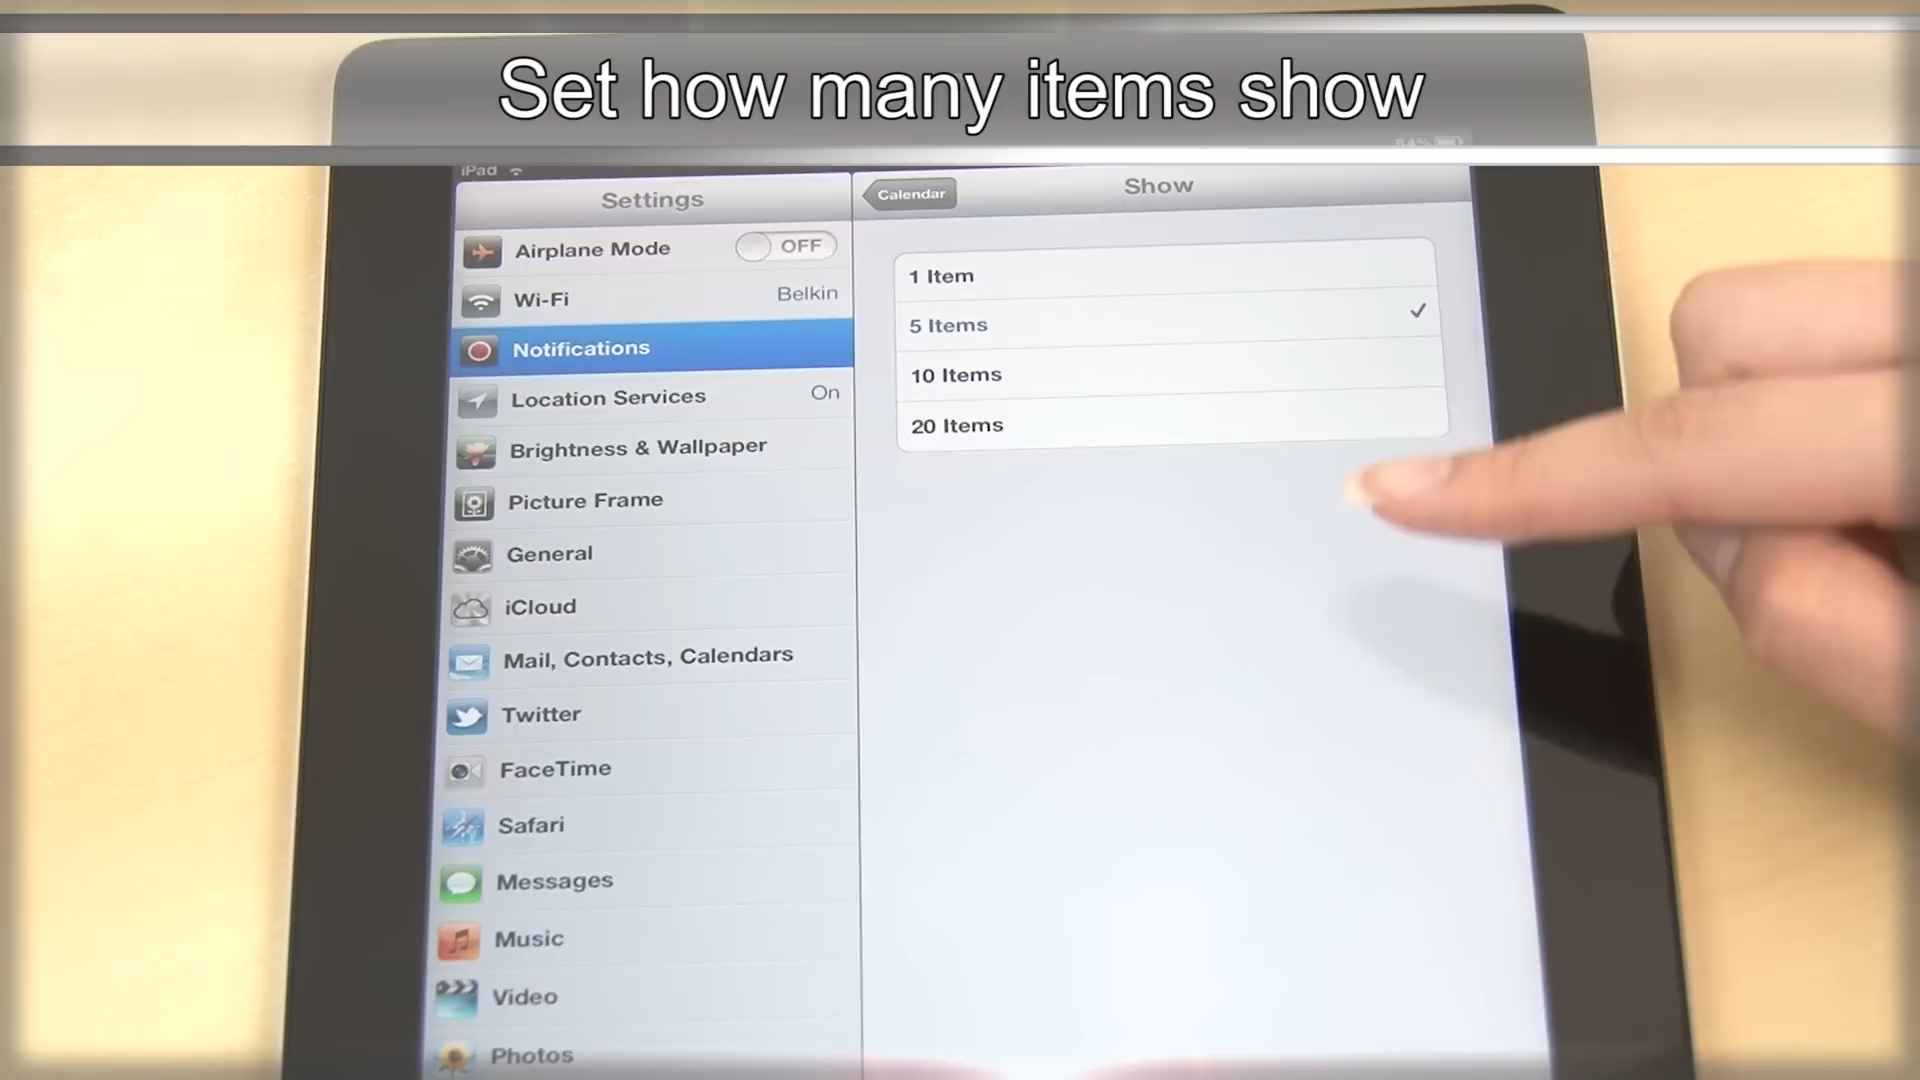 Set how many items show
84%
iPad
Settings
Calendar
Show
Airplane Mode
OFF
Wi-Fi
Belkin
Notifications
Location Services
On
Brightness & Wallpaper
Picture Frame
General
iCloud
Mail, Contacts, Calendars
Twitter
FaceTime
Safari
Messages
Music
Video
Photos
1 Item
5 Items
10 Items
20 Items